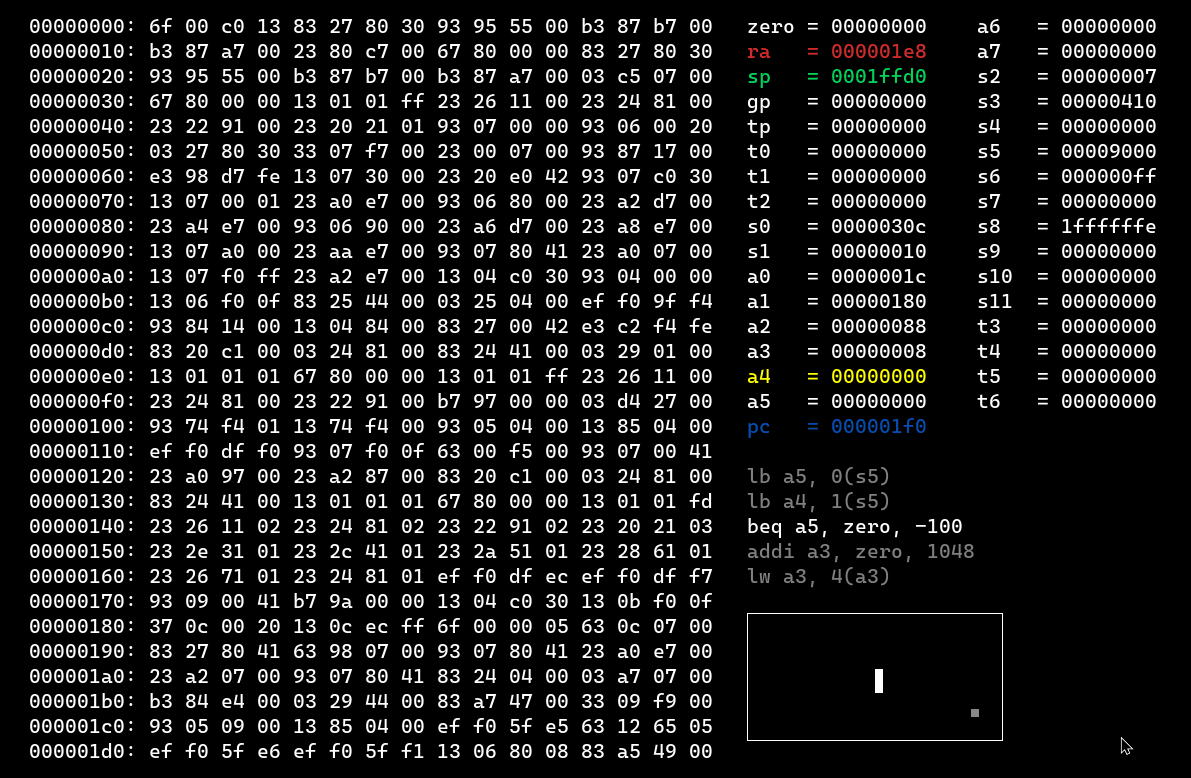 00000000: 6f 00 c0 13 83 27 80 30 93 95 55 00 b3 87 b7 00 zero = 00000000 a6 = 00000000
00000010: b3 87 a7 00 23 80 c7 00 67 80 00 00 83 27 80 30 ra = 000001e8 a7 = 00000000
00000020: 93 95 55 00 b3 87 b7 00 b3 87 a7 00 03 c5 07 00 sp = 0001ffd0 s2 = 00000007
00000030: 67 80 00 00 13 01 01 ff 23 26 11 00 23 24 81 00 gp = 00000000 s3 = 00000410
00000040: 23 22 91 00 23 20 21 01 93 07 00 00 93 06 00 20 tp = 00000000 s4 = 00000000
00000050: 03 27 80 30 33 07 f7 00 23 00 07 00 93 87 17 00 t0 = 00000000 s5 = 00009000
00000060: e3 98 d7 fe 13 07 30 00 23 20 e0 42 93 07 c0 30 t1 = 00000000 s6 = 000000ff
00000070: 13 07 00 01 23 a0 e7 00 93 06 80 00 23 a2 d7 00 t2 = 00000000 s7 = 00000000
00000080: 23 a4 e7 00 93 06 90 00 23 a6 d7 00 23 a8 e7 00 s0 = 0000030c s8 = 1ffffffe
00000090: 13 07 a0 00 23 aa e7 00 93 07 80 41 23 a0 07 00 s1 = 00000010 s9 = 00000000
000000a0: 13 07 f0 ff 23 a2 e7 00 13 04 c0 30 93 04 00 00 a0 = 0000001c s10 = 00000000
000000b0: 13 06 f0 0f 83 25 44 00 03 25 04 00 ef f0 9f f4 a1 = 00000180 s11 = 00000000
000000c0: 93 84 14 00 13 04 84 00 83 27 00 42 e3 c2 f4 fe a2 = 00000088 t3 = 00000000
000000d0: 83 20 c1 00 03 24 81 00 83 24 41 00 03 29 01 00 a3 = 00000008 t4 = 00000000
000000e0: 13 01 01 01 67 80 00 00 13 01 01 ff 23 26 11 00 a4 = 00000000 t5 = 00000000
000000f0: 23 24 81 00 23 22 91 00 b7 97 00 00 03 d4 27 00 a5 = 00000000 t6 = 00000000
00000100: 93 74 f4 01 13 74 f4 00 93 05 04 00 13 85 04 00 pc = 000001f0
00000110: ef f0 df f0 93 07 f0 0f 63 00 f5 00 93 07 00 41
00000120: 23 a0 97 00 23 a2 87 00 83 20 c1 00 03 24 81 00 lb a5, 0(s5)
00000130: 83 24 41 00 13 01 01 01 67 80 00 00 13 01 01 fd lb a4, 1(s5)
00000140: 23 26 11 02 23 24 81 02 23 22 91 02 23 20 21 03 beq a5, zero, -100
00000150: 23 2e 31 01 23 2c 41 01 23 2a 51 01 23 28 61 01 addi a3, zero, 1048
00000160: 23 26 71 01 23 24 81 01 ef f0 df ec ef f0 df f7 lw a3, 4(a3)
00000170: 93 09 00 41 b7 9a 00 00 13 04 c0 30 13 0b f0 0f
00000180: 37 0c 00 20 13 0c ec ff 6f 00 00 05 63 0c 07 00
00000190: 83 27 80 41 63 98 07 00 93 07 80 41 23 a0 e7 00
000001a0: 23 a2 07 00 93 07 80 41 83 24 04 00 03 a7 07 00
000001b0: b3 84 e4 00 03 29 44 00 83 a7 47 00 33 09 f9 00
000001c0: 93 05 09 00 13 85 04 00 ef f0 5f e5 63 12 65 05
000001d0: ef f0 5f e6 ef f0 5f f1 13 06 80 08 83 a5 49 00